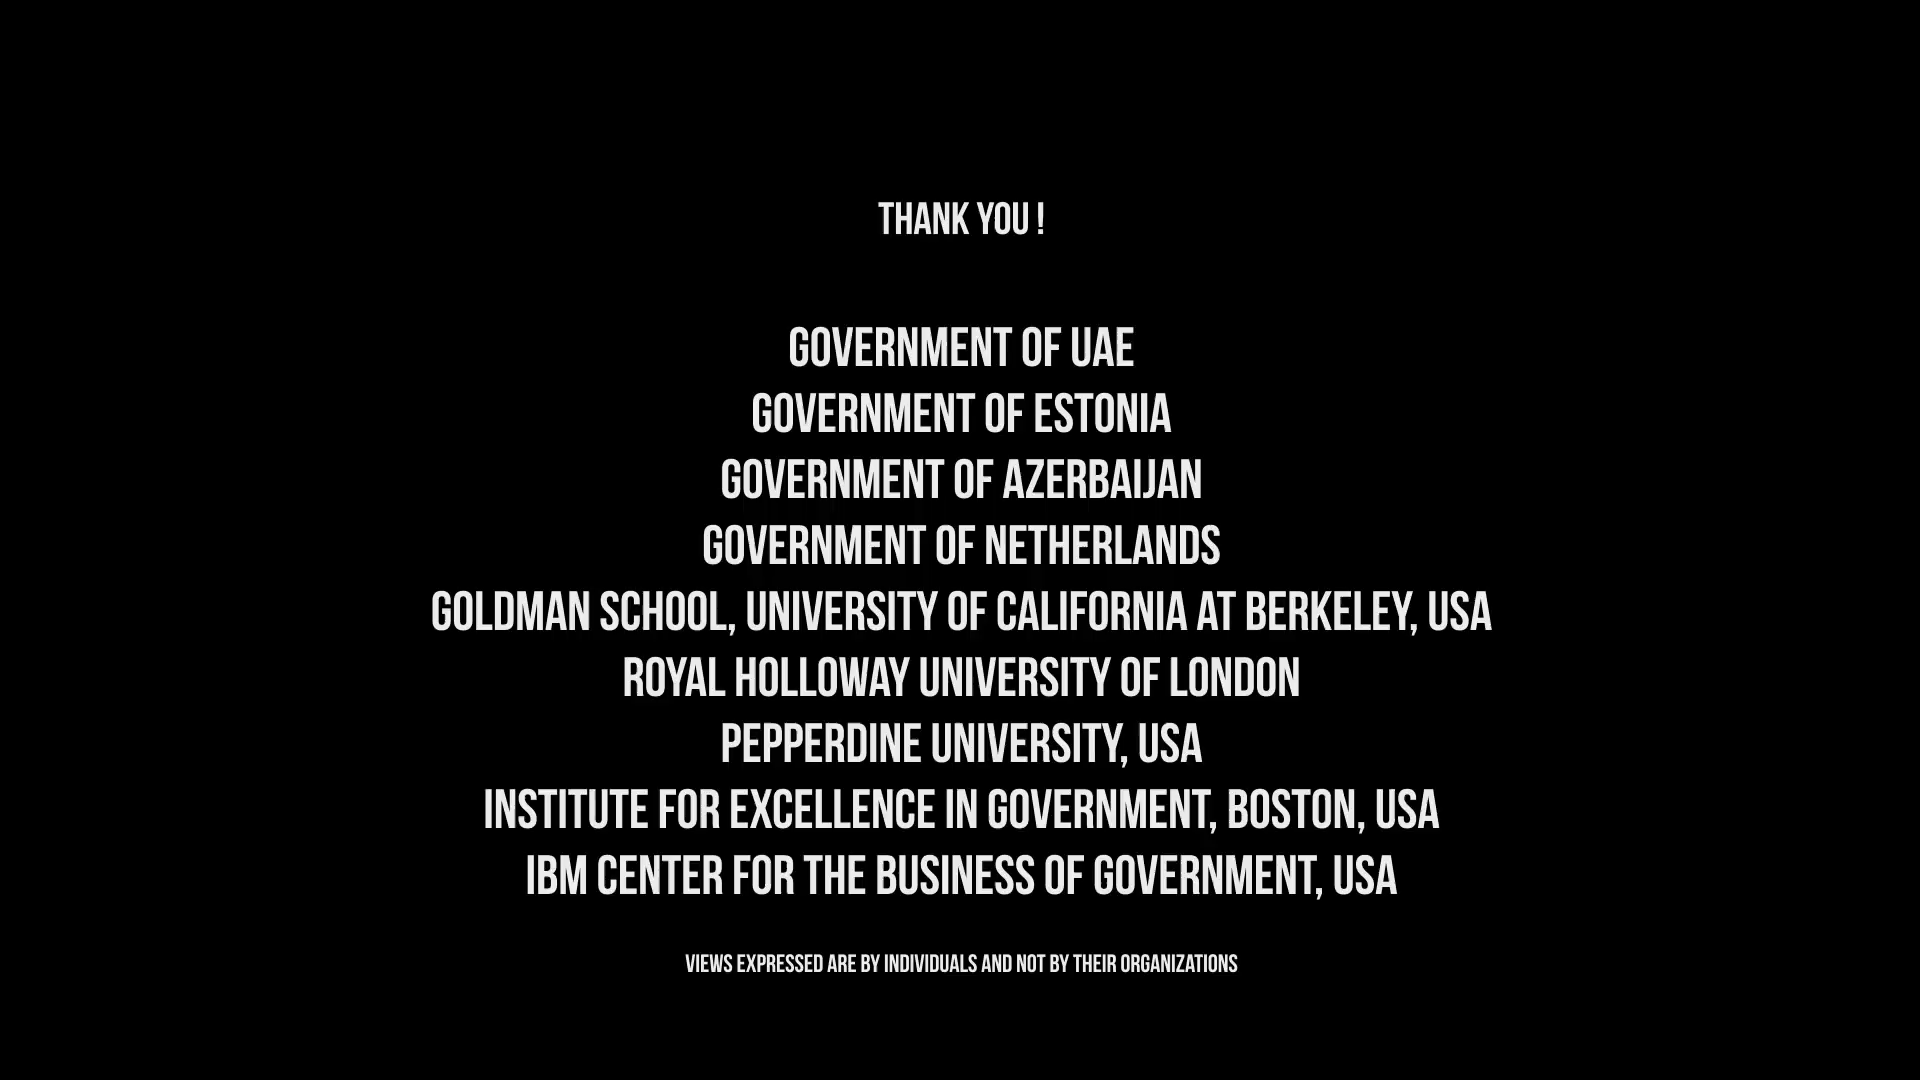 THANK YOU !
GOVERNMENT OF UAE
GOVERNMENT OF ESTONIA
GOVERNMENT OF AZERBAIJAN
GOVERNMENT OF NETHERLANDS
GOLDMAN SCHOOL, UNIVERSITY OF CALIFORNIA AT BERKELEY, USA
ROYAL HOLLOWAY UNIVERSITY OF LONDON
PEPPERDINE UNIVERSITY, USA
INSTITUTE FOR EXCELLENCE IN GOVERNMENT, BOSTON, USA
IBM CENTER FOR THE BUSINESS OF GOVERNMENT, USA
VIEWS EXPRESSED ARE BY INDIVIDUALS AND NOT BY THEIR ORGANIZATIONS